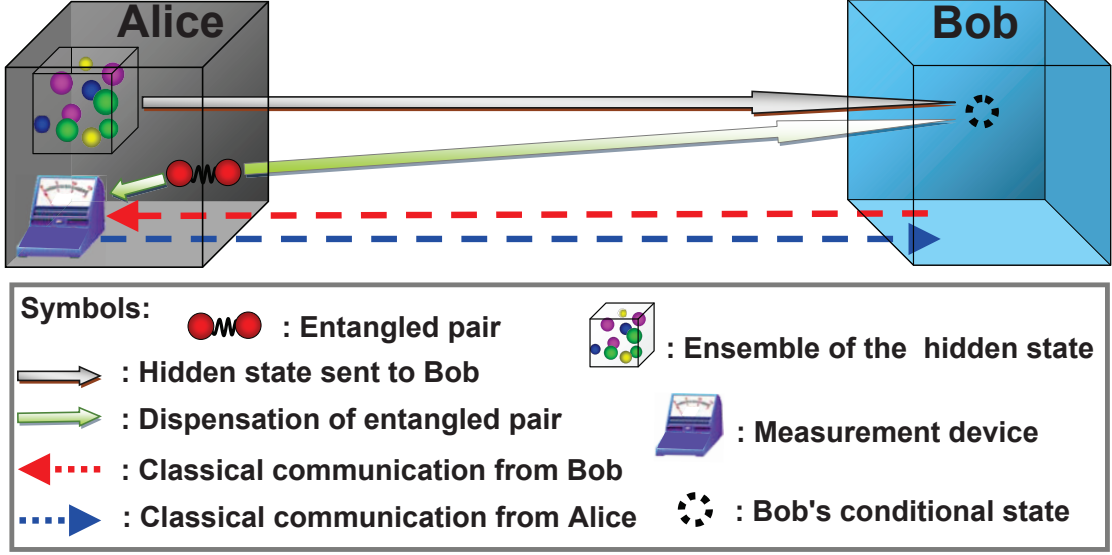 Alice
Bob
Symbols:
: Entangled pair
: Ensemble of the hidden state
: Hidden state sent to Bob
: Dispensation of entangled pair
: Measurement device
: Classical communication from Bob
: Classical communication from Alice
: Bob's conditional state